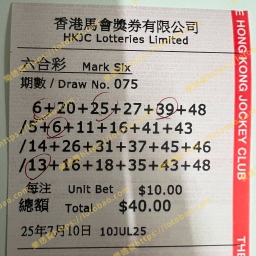 香港馬會獎券有限公司
HKJC Lotteries Limited
六合彩 Mark Six
期數 / Draw No. 075
6+20+25+27+39+48
/5+6+11+16+41+43
/14+26+31+37+45+46
/13+16+18+35+43+48
每注 Unit Bet $10.00
總額 Total $40.00
25年7月10日 10JUL25
THE HONG KONG JOCKEY CLUB
THE